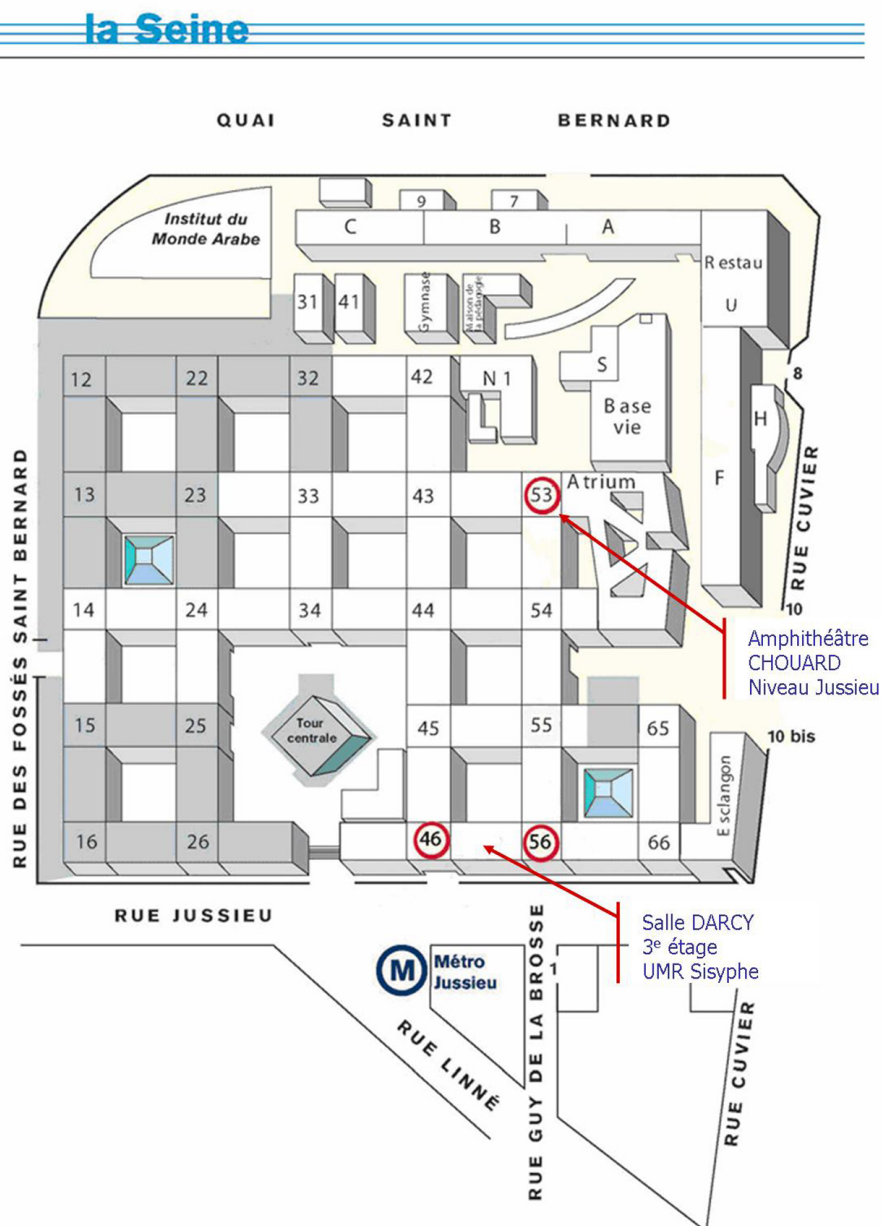 la Seine
QUAI SAINT BERNARD
Institut du
Monde Arabe
9
7
C
B
A
Restau
U
31
41
Gymnase
Maison de
la pédagogie
8
12
22
32
42
N 1
S
Base
vie
H
F
RUE CUVIER
RUE DES FOSSÉS SAINT BERNARD
13
23
33
43
53
Atrium
14
24
34
44
54
10
Amphithéâtre
CHOUARD
Niveau Jussieu
15
25
Tour
centrale
45
55
65
10 bis
Esclangon
16
26
46
56
66
RUE JUSSIEU
Salle DARCY
3e étage
UMR Sisyphe
M
Métro
Jussieu
1
RUE LINNÉ
RUE GUY DE LA BROSSE
RUE CUVIER